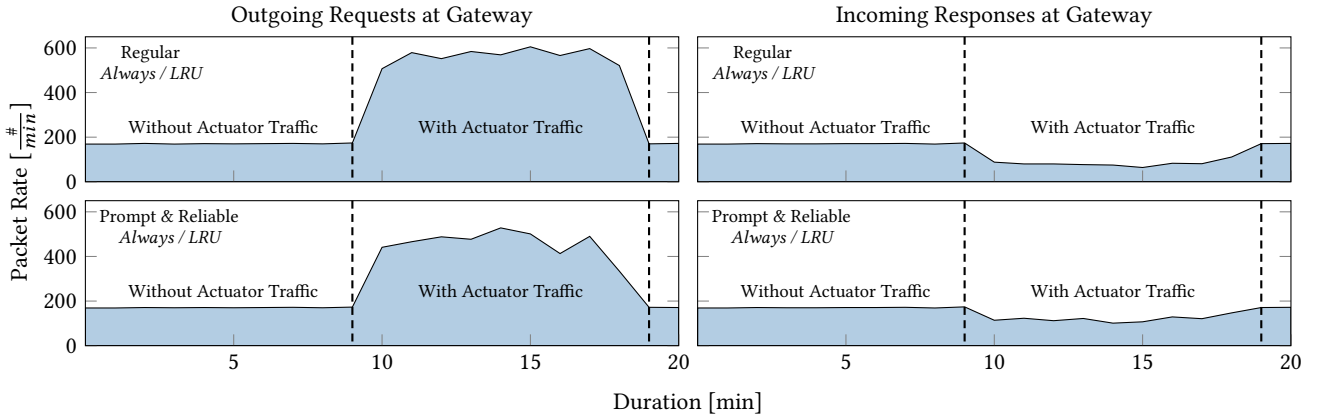 Outgoing Requests at Gateway
Incoming Responses at Gateway
Packet Rate [ # / min ]
600
400
200
0
Regular
Always / LRU
Without Actuator Traffic
With Actuator Traffic
Regular
Always / LRU
Without Actuator Traffic
With Actuator Traffic
600
400
200
0
Prompt & Reliable
Always / LRU
Without Actuator Traffic
With Actuator Traffic
Prompt & Reliable
Always / LRU
Without Actuator Traffic
With Actuator Traffic
5 10 15 20
5 10 15 20
Duration [min]